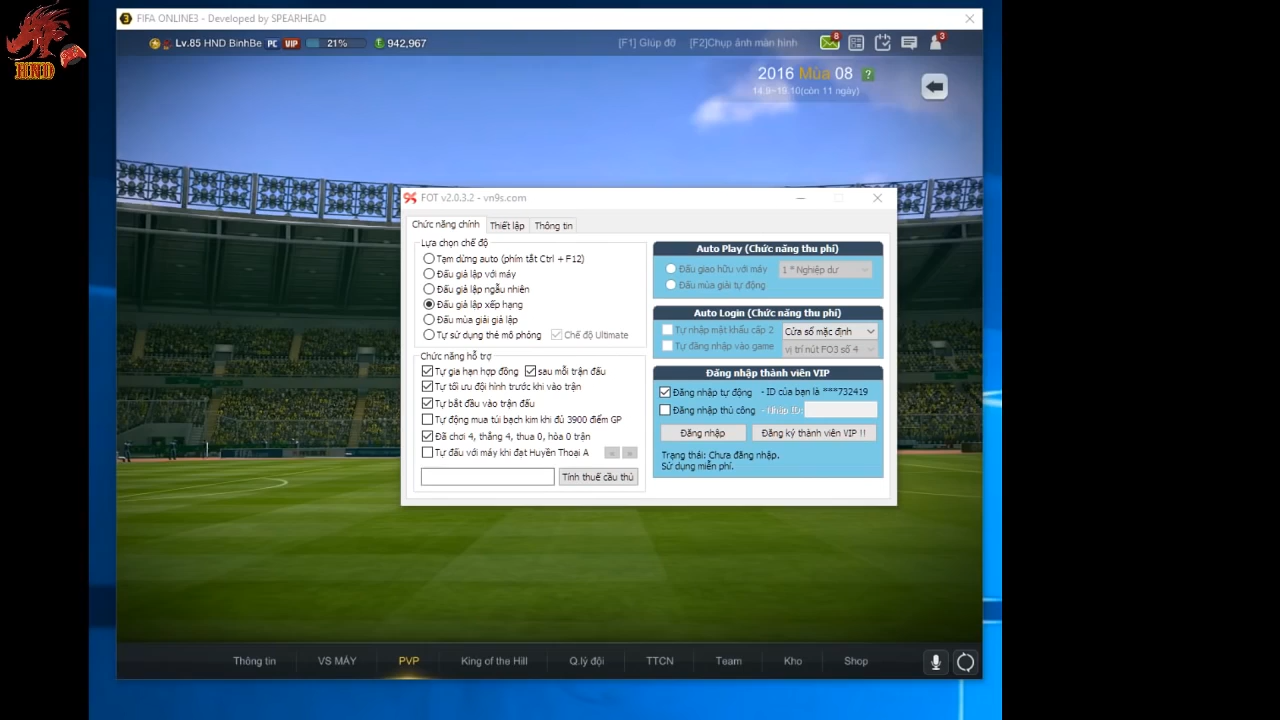 HND
FIFA ONLINE3 - Developed by SPEARHEAD
Lv.85 HND BinhBe PC VIP 21% 942,967
[F1] Giúp đỡ [F2]Chụp ảnh màn hình 8 3
2016 Mùa 08 ?
14.9~19.10(còn 11 ngày)
FOT v2.0.3.2 - vn9s.com
Chức năng chính Thiết lập Thông tin
Lựa chọn chế độ
Tạm dừng auto (phím tắt Ctrl + F12)
Đấu giả lập với máy
Đấu giả lập ngẫu nhiên
Đấu giả lập xếp hạng
Đấu mùa giải giả lập
Tự sử dụng thẻ mô phỏng Chế độ Ultimate
Chức năng hỗ trợ
Tự gia hạn hợp đồng sau mỗi trận đấu
Tự tối ưu đội hình trước khi vào trận
Tự bắt đầu vào trận đấu
Tự động mua túi bạch kim khi đủ 3900 điểm GP
Đã chơi 4, thắng 4, thua 0, hòa 0 trận
Tự đấu với máy khi đạt Huyền Thoại A « »
Tính thuế cầu thủ
Auto Play (Chức năng thu phí)
Đấu giao hữu với máy 1 * Nghiệp dư
Đấu mùa giải tự động
Auto Login (Chức năng thu phí)
Tự nhập mật khẩu cấp 2 Cửa sổ mặc định
Tự đăng nhập vào game vị trí nút FO3 số 4
Đăng nhập thành viên VIP
Đăng nhập tự động - ID của bạn là ***732419
Đăng nhập thủ công - Nhập ID:
Đăng nhập Đăng ký thành viên VIP !!
Trạng thái: Chưa đăng nhập.
Sử dụng miễn phí.
Thông tin VS MÁY PVP King of the Hill Q.lý đội TTCN Team Kho Shop